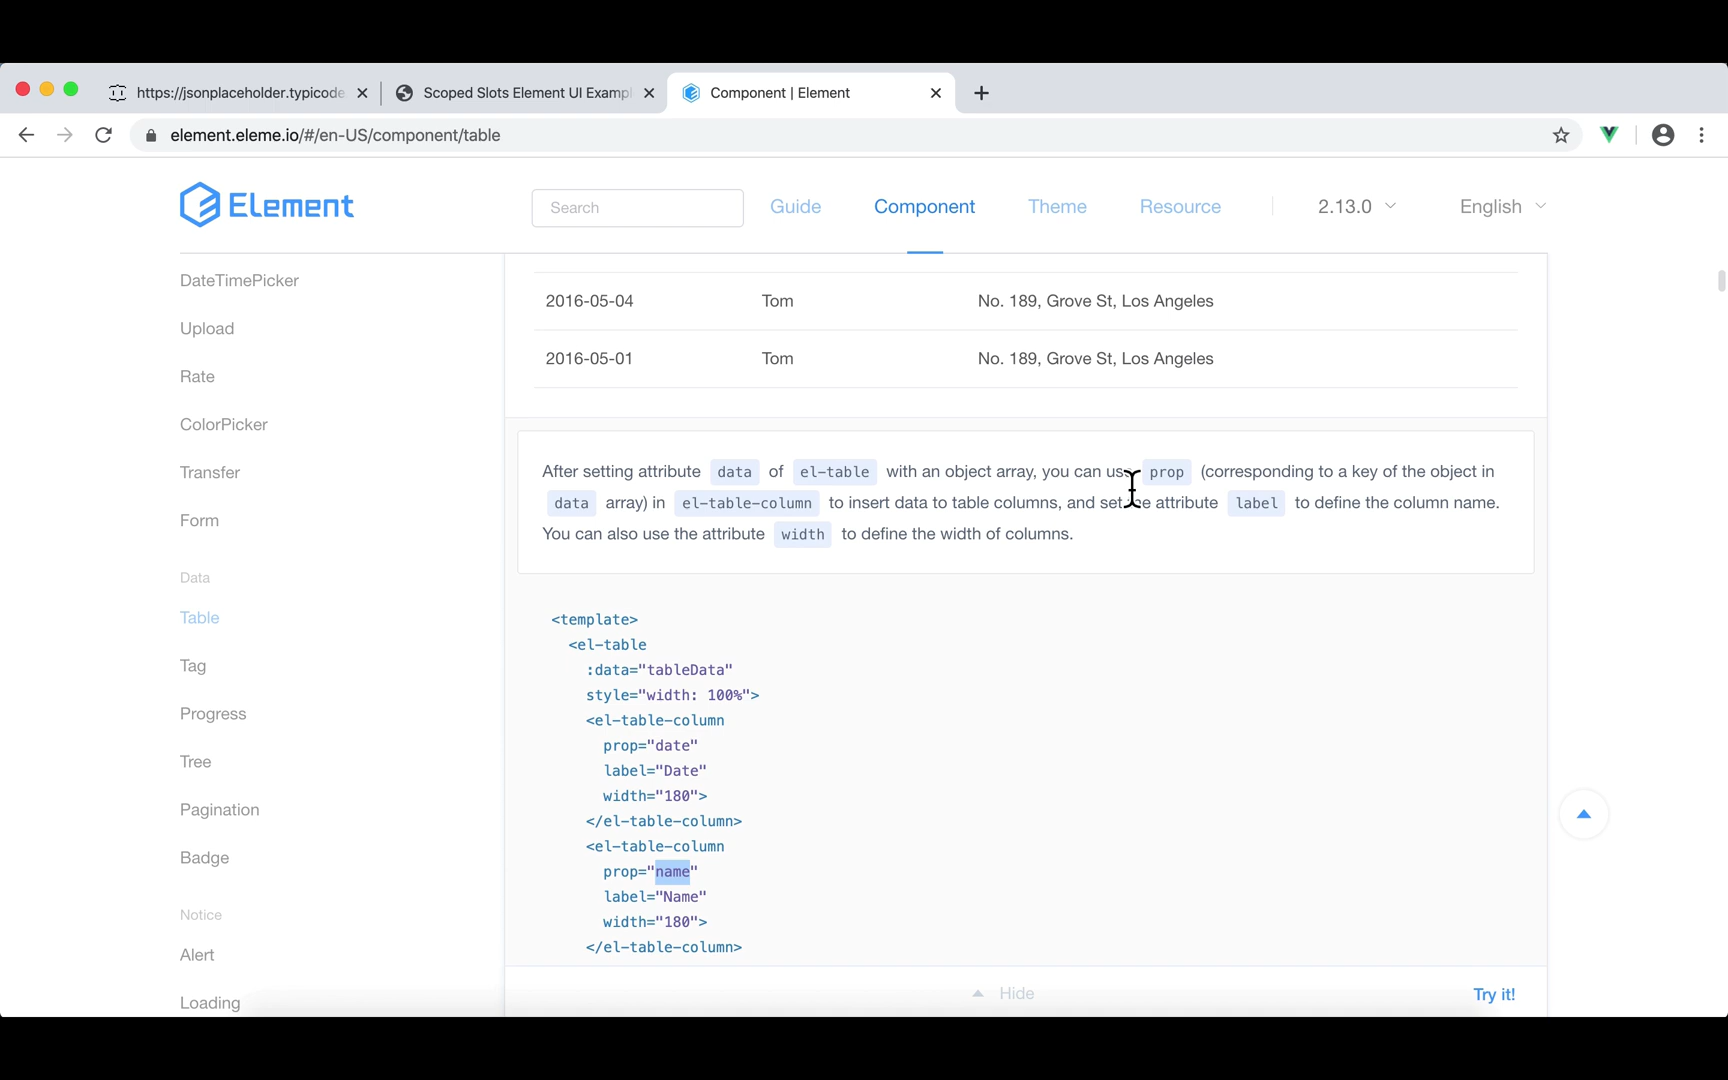 https://jsonplaceholder.typicode
Scoped Slots Element UI Exampl
Component | Element
element.eleme.io/#/en-US/component/table
Element
Search
Guide
Component
Theme
Resource
2.13.0
English
DateTimePicker
Upload
Rate
ColorPicker
Transfer
Form
Data
Table
Tag
Progress
Tree
Pagination
Badge
Notice
Alert
Loading
2016-05-04 Tom No. 189, Grove St, Los Angeles
2016-05-01 Tom No. 189, Grove St, Los Angeles
After setting attribute data of el-table with an object array, you can use prop (corresponding to a key of the object in
data array) in el-table-column to insert data to table columns, and set the attribute label to define the column name.
You can also use the attribute width to define the width of columns.
<template>
<el-table
:data="tableData"
style="width: 100%">
<el-table-column
prop="date"
label="Date"
width="180">
</el-table-column>
<el-table-column
prop="name"
label="Name"
width="180">
</el-table-column>
Hide
Try it!